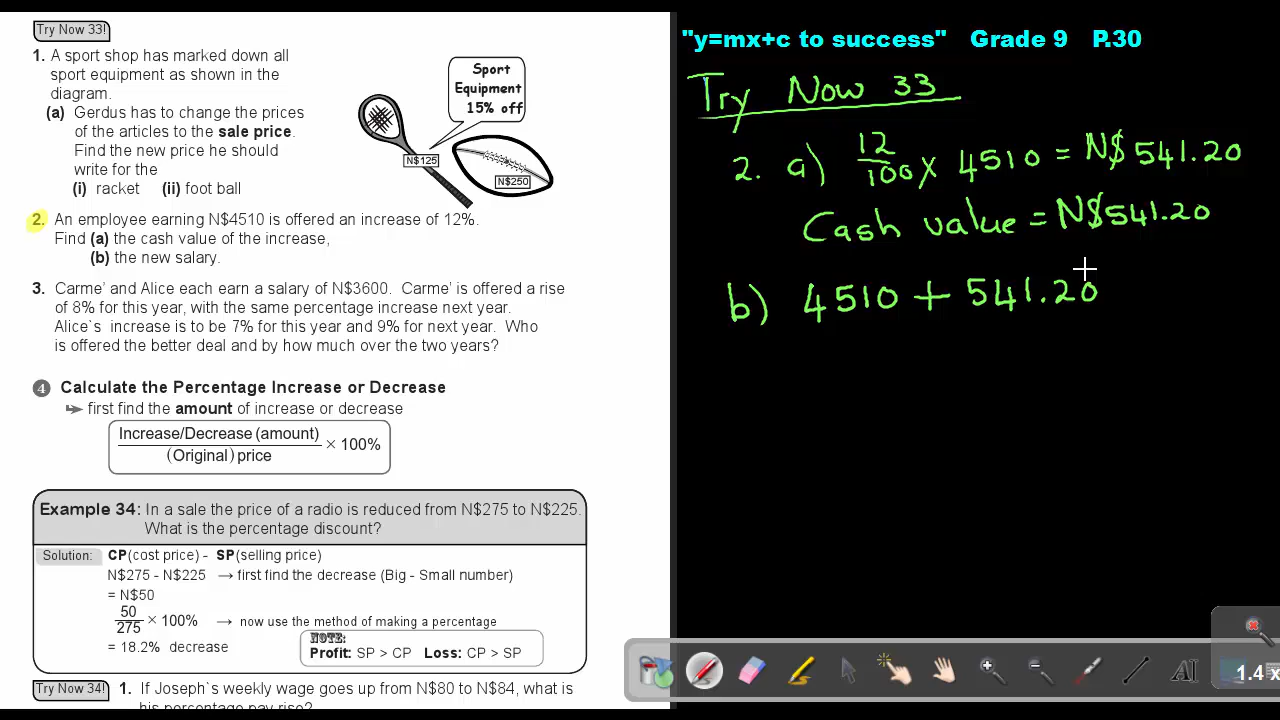 Try Now 33!
1. A sport shop has marked down all
sport equipment as shown in the
diagram.
(a) Gerdus has to change the prices
of the articles to the sale price.
Find the new price he should
write for the
(i) racket (ii) foot ball
Sport
Equipment
15% off
N$125
N$250
2. An employee earning N$4510 is offered an increase of 12%.
Find (a) the cash value of the increase,
(b) the new salary.
3. Carme' and Alice each earn a salary of N$3600. Carme' is offered a rise
of 8% for this year, with the same percentage increase next year.
Alice`s increase is to be 7% for this year and 9% for next year. Who
is offered the better deal and by how much over the two years?
4 Calculate the Percentage Increase or Decrease
first find the amount of increase or decrease
Increase/Decrease (amount)
(Original) price
× 100%
Example 34: In a sale the price of a radio is reduced from N$275 to N$225.
What is the percentage discount?
Solution: CP(cost price) - SP(selling price)
N$275 - N$225 → first find the decrease (Big - Small number)
= N$50
50
275
× 100% → now use the method of making a percentage
= 18.2% decrease
NOTE:
Profit: SP > CP Loss: CP > SP
Try Now 34! 1. If Joseph`s weekly wage goes up from N$80 to N$84, what is
his percentage pay rise?
"y=mx+c to success" Grade 9 P.30
Try Now 33
2. a) 12/100 x 4510 = N$541.20
Cash value = N$541.20
b) 4510 + 541.20
AI
1.4 x